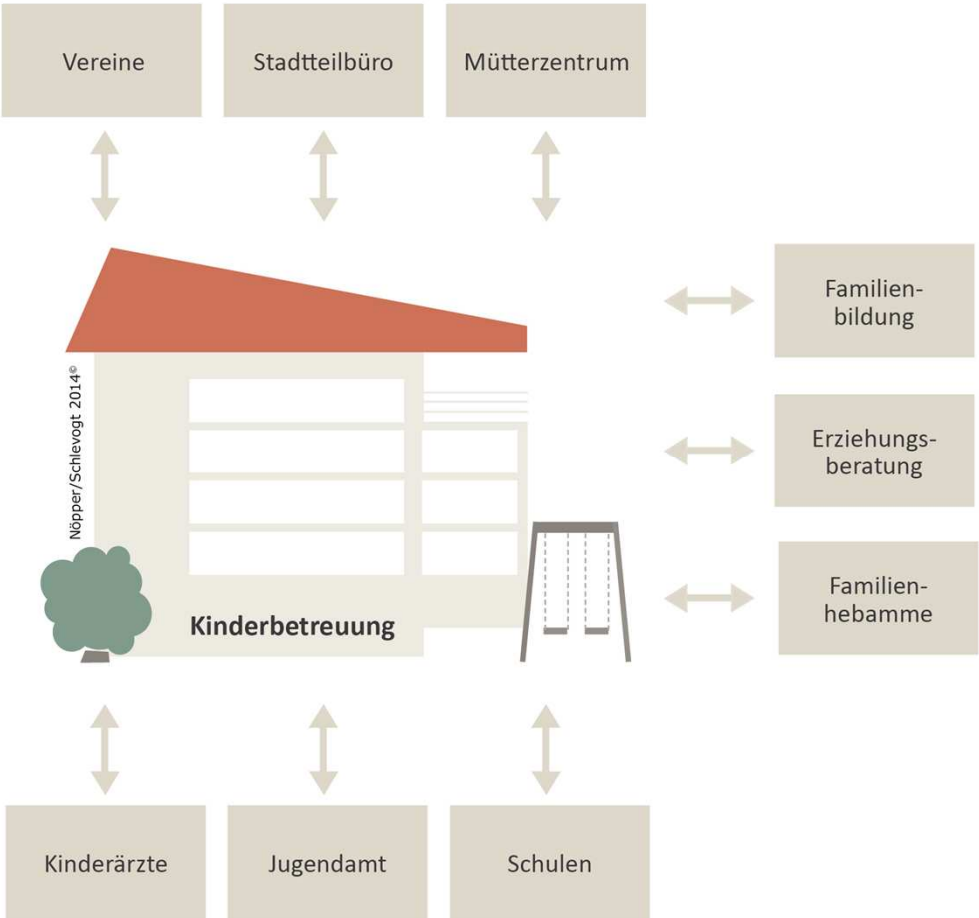 Vereine
Stadtteilbüro
Mütterzentrum
Familien-
bildung
Erziehungs-
beratung
Familien-
hebamme
Nöpper/Schlevogt 2014©
Kinderbetreuung
Kinderärzte
Jugendamt
Schulen